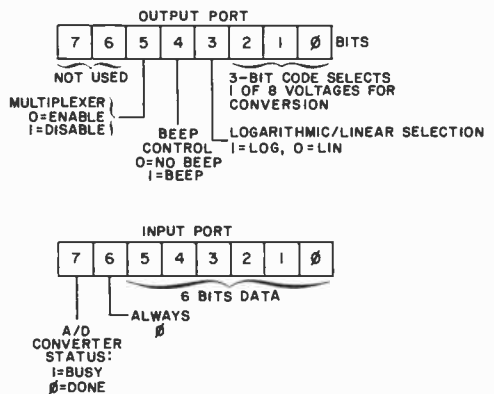 OUTPUT PORT
7 6 5 4 3 2 1 Ø BITS
NOT USED
3-BIT CODE SELECTS
1 OF 8 VOLTAGES FOR
CONVERSION
MULTIPLEXER
0=ENABLE
1=DISABLE
BEEP
CONTROL
0=NO BEEP
1=BEEP
LOGARITHMIC/LINEAR SELECTION
1=LOG, 0=LIN
INPUT PORT
7 6 5 4 3 2 1 Ø
6 BITS DATA
ALWAYS
Ø
A/D
CONVERTER
STATUS:
1=BUSY
Ø=DONE